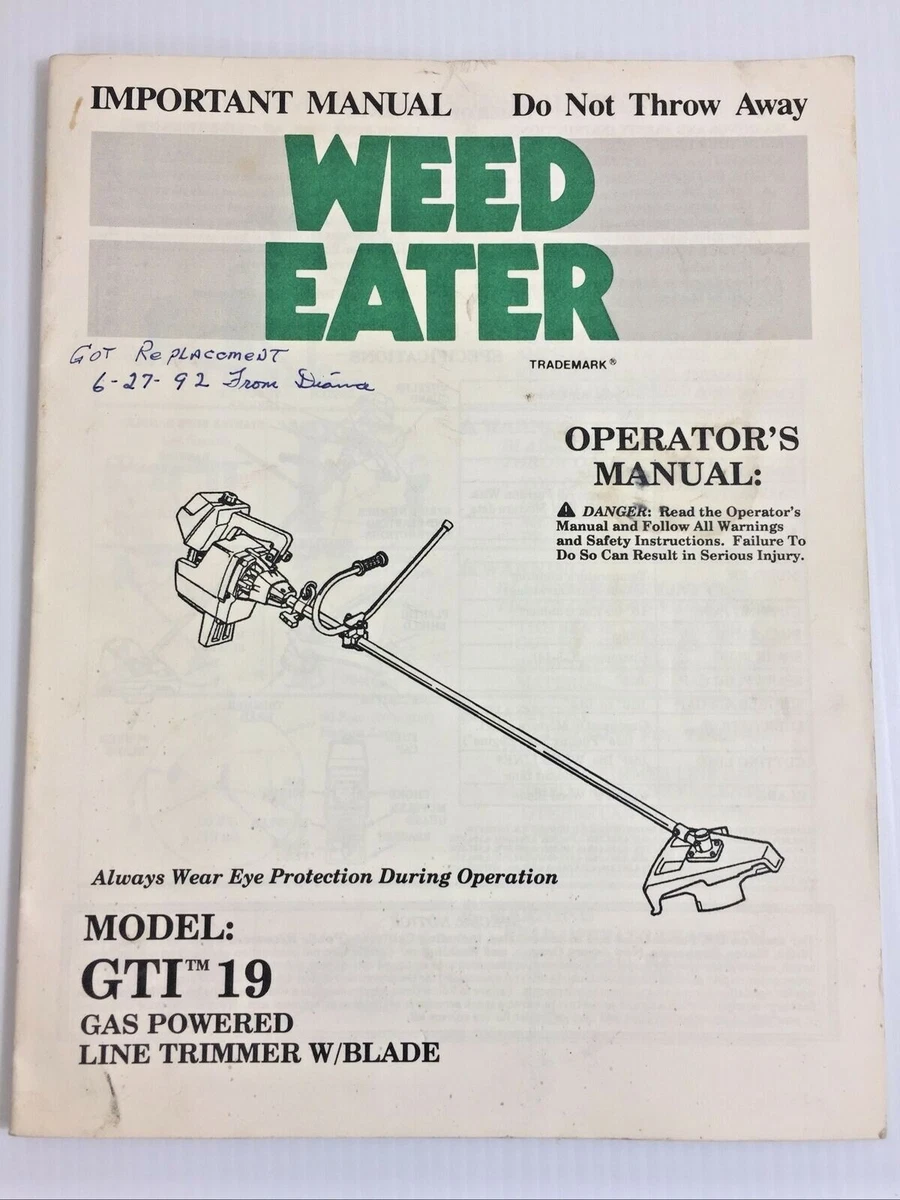 IMPORTANT MANUAL Do Not Throw Away
WEED
EATER
TRADEMARK®
Got Replacement
6-27-92 From Diana
OPERATOR'S
MANUAL:
⚠ DANGER: Read the Operator's
Manual and Follow All Warnings
and Safety Instructions. Failure To
Do So Can Result in Serious Injury.
Always Wear Eye Protection During Operation
MODEL:
GTI™ 19
GAS POWERED
LINE TRIMMER W/BLADE